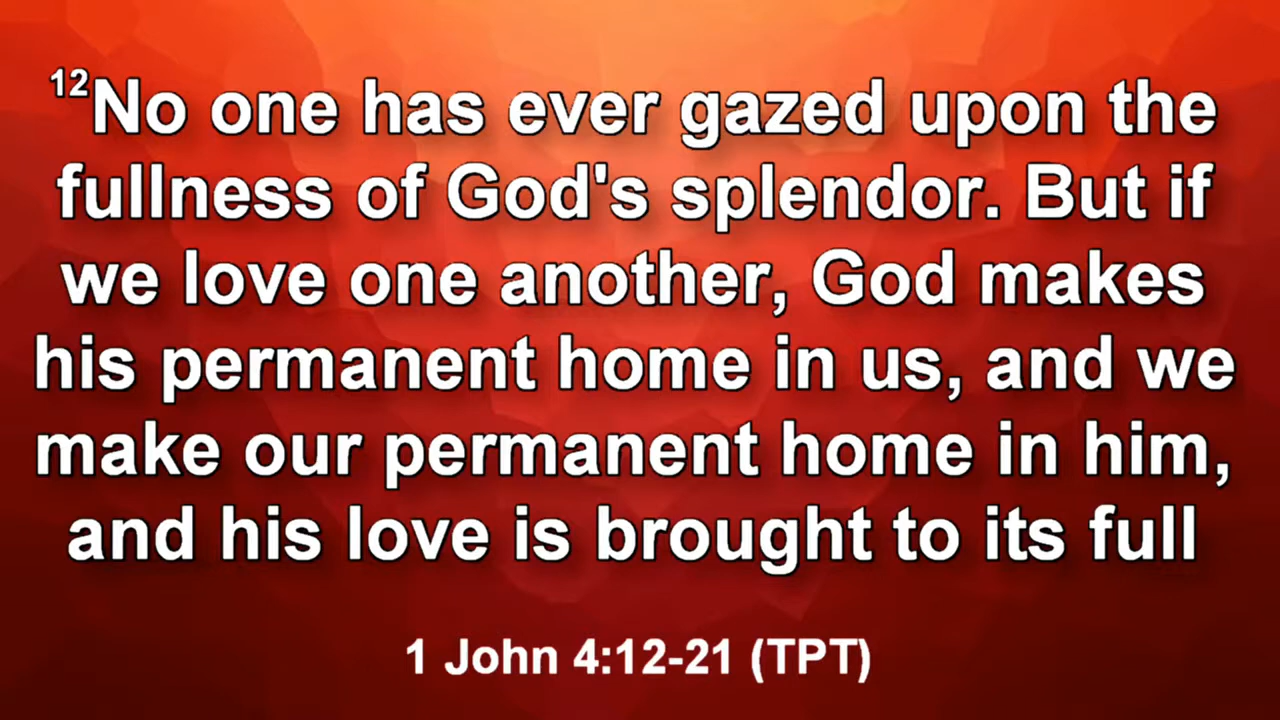 12No one has ever gazed upon the
fullness of God's splendor. But if
we love one another, God makes
his permanent home in us, and we
make our permanent home in him,
and his love is brought to its full
1 John 4:12-21 (TPT)